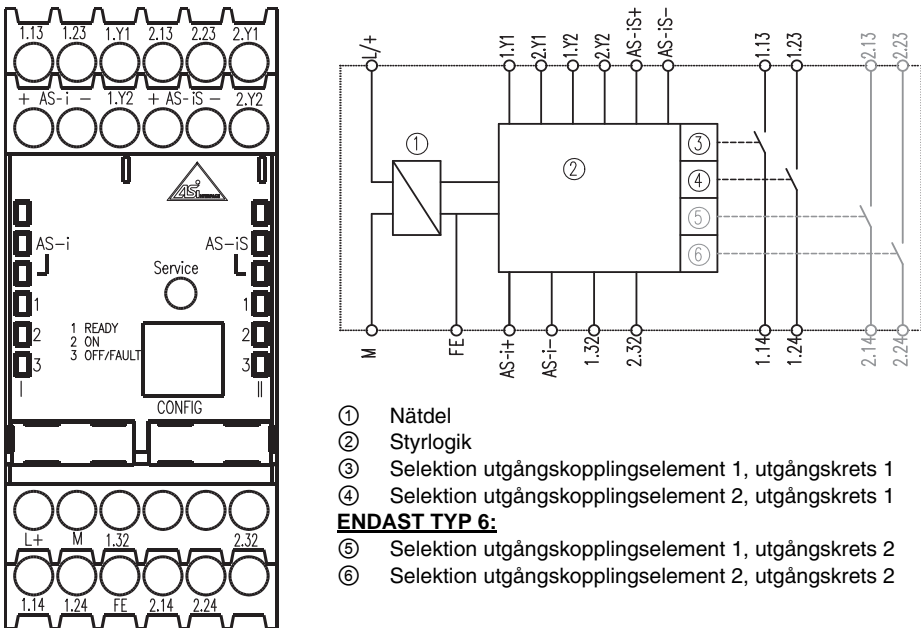 1.13 1.23 1.Y1 2.13 2.23 2.Y1
+ AS-i − 1.Y2 + AS-iS − 2.Y2
ASi
INTERFACE
AS-i AS-iS
Service
1 1
2 2
3 3
1 READY
2 ON
3 OFF/FAULT
I II
CONFIG
L+ M 1.32 2.32
1.14 1.24 FE 2.14 2.24
L/+ 1.Y1 2.Y1 1.Y2 2.Y2 AS-iS+ AS-iS− 1.13 1.23 2.13 2.23
① ② ③
④
⑤
⑥
M FE AS-i+ AS-i− 1.32 2.32 1.14 1.24 2.14 2.24
① Nätdel
② Styrlogik
③ Selektion utgångskopplingselement 1, utgångskrets 1
④ Selektion utgångskopplingselement 2, utgångskrets 1
ENDAST TYP 6:
⑤ Selektion utgångskopplingselement 1, utgångskrets 2
⑥ Selektion utgångskopplingselement 2, utgångskrets 2